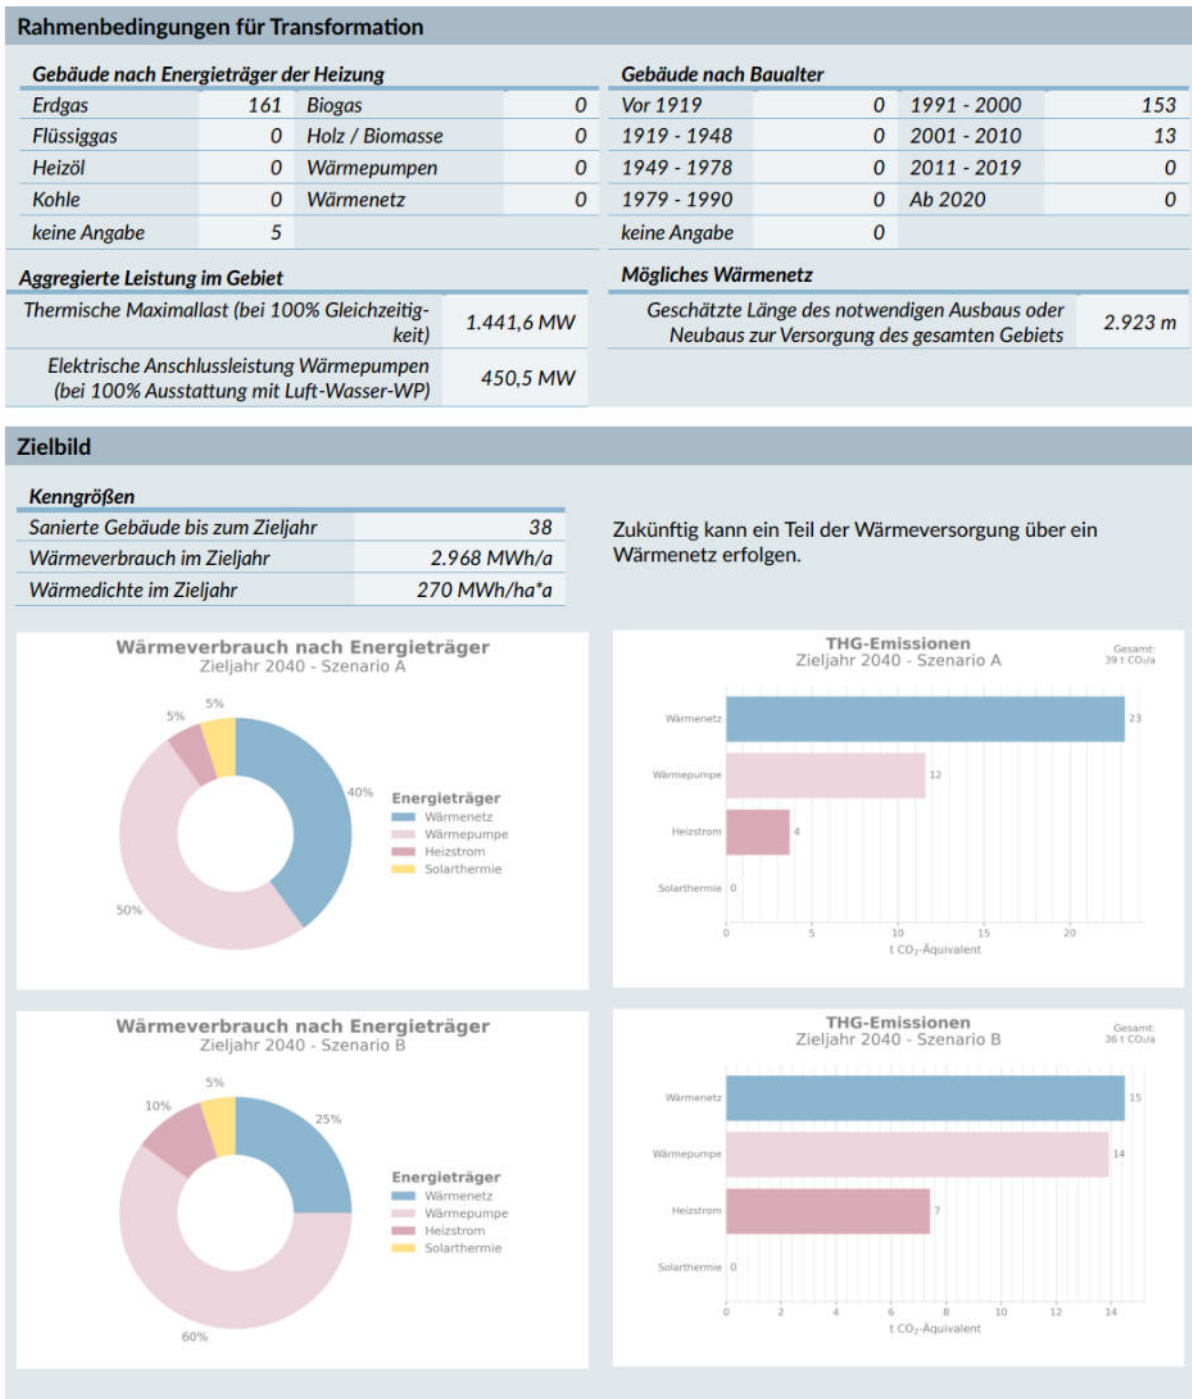 Rahmenbedingungen für Transformation
Gebäude nach Energieträger der Heizung
Erdgas 161 Biogas 0
Flüssiggas 0 Holz / Biomasse 0
Heizöl 0 Wärmepumpen 0
Kohle 0 Wärmenetz 0
keine Angabe 5
Gebäude nach Baualter
Vor 1919 0 1991 - 2000 153
1919 - 1948 0 2001 - 2010 13
1949 - 1978 0 2011 - 2019 0
1979 - 1990 0 Ab 2020 0
keine Angabe 0
Aggregierte Leistung im Gebiet
Thermische Maximallast (bei 100% Gleichzeitig-
keit) 1.441,6 MW
Elektrische Anschlussleistung Wärmepumpen
(bei 100% Ausstattung mit Luft-Wasser-WP) 450,5 MW
Mögliches Wärmenetz
Geschätzte Länge des notwendigen Ausbaus oder
Neubaus zur Versorgung des gesamten Gebiets 2.923 m
Zielbild
Kenngrößen
Sanierte Gebäude bis zum Zieljahr 38
Wärmeverbrauch im Zieljahr 2.968 MWh/a
Wärmedichte im Zieljahr 270 MWh/ha*a
Zukünftig kann ein Teil der Wärmeversorgung über ein
Wärmenetz erfolgen.
Wärmeverbrauch nach Energieträger
Zieljahr 2040 - Szenario A
5%
5%
40%
50%
Energieträger
Wärmenetz
Wärmepumpe
Heizstrom
Solarthermie
THG-Emissionen
Zieljahr 2040 - Szenario A
Gesamt:
39 t CO₂/a
Wärmenetz 23
Wärmepumpe 12
Heizstrom 4
Solarthermie 0
0 5 10 15 20
t CO₂-Äquivalent
Wärmeverbrauch nach Energieträger
Zieljahr 2040 - Szenario B
5%
10%
25%
60%
Energieträger
Wärmenetz
Wärmepumpe
Heizstrom
Solarthermie
THG-Emissionen
Zieljahr 2040 - Szenario B
Gesamt:
36 t CO₂/a
Wärmenetz 15
Wärmepumpe 14
Heizstrom 7
Solarthermie 0
0 2 4 6 8 10 12 14
t CO₂-Äquivalent